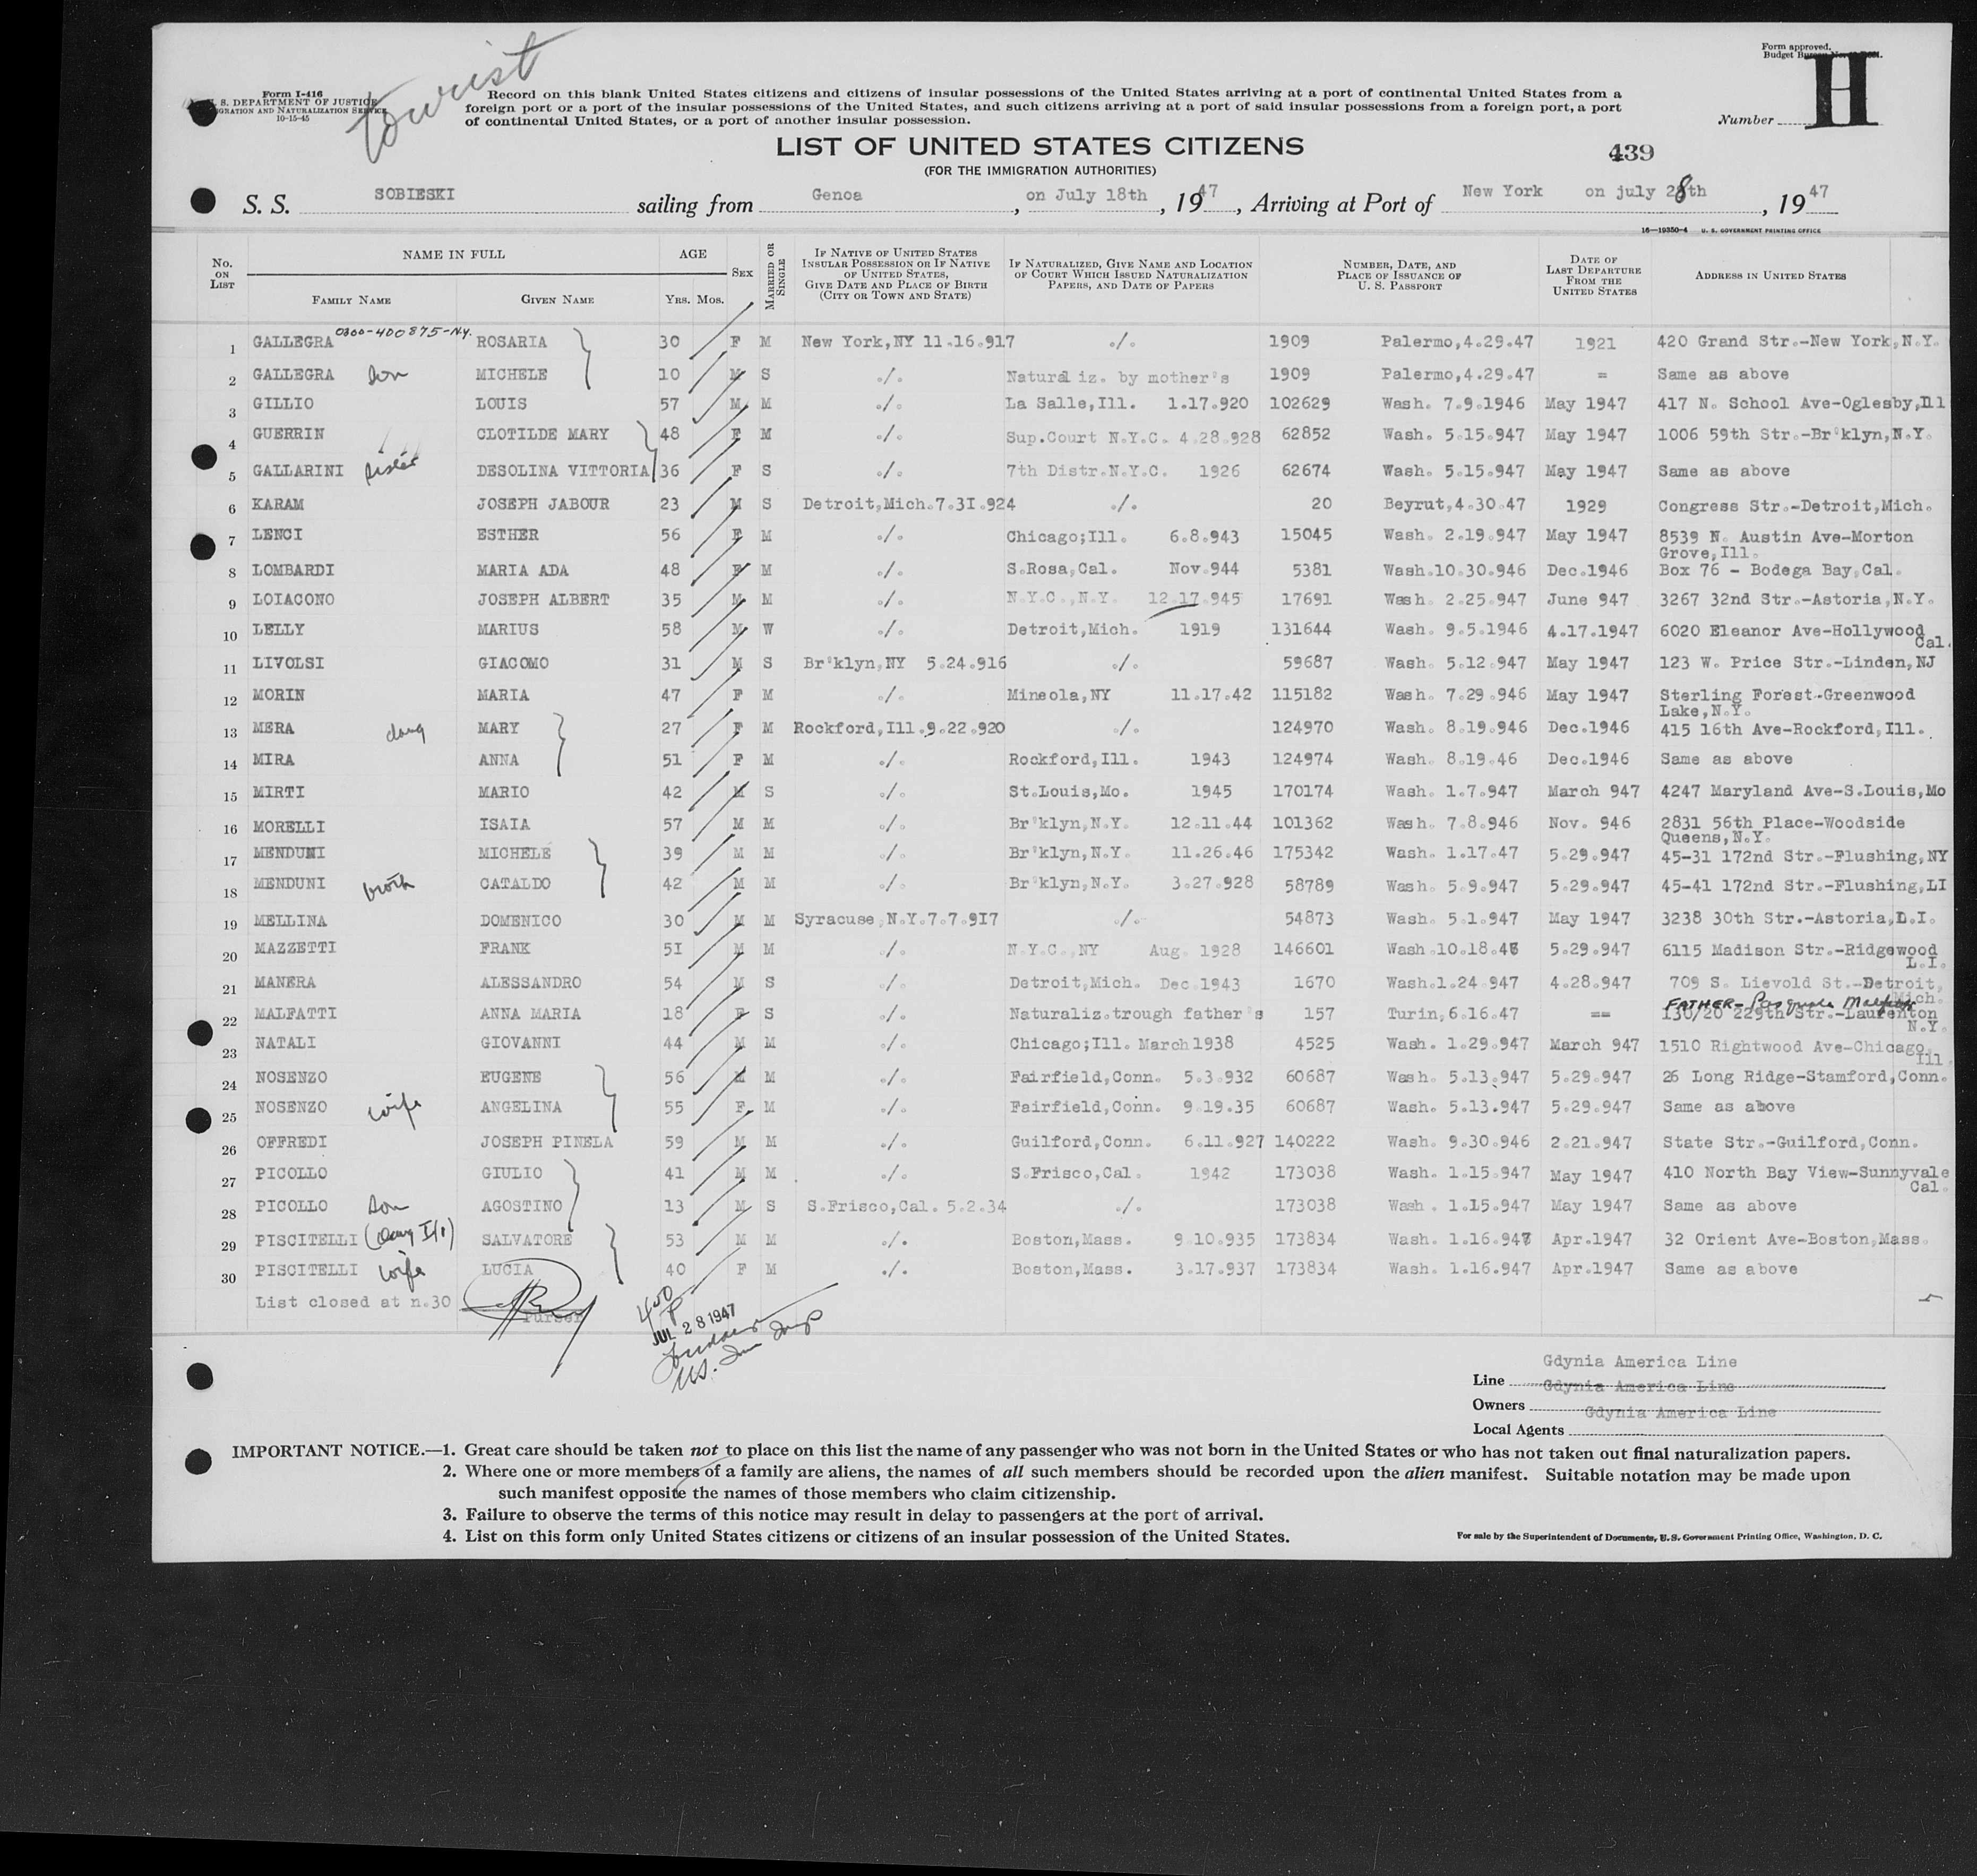 tourist
Form approved.
Form I-416
S. DEPARTMENT OF JUSTICE
10-15-45
Record on this blank United States citizens and citizens of insular possessions of the United States arriving at a port of continental United States from a
foreign port or a port of the insular possessions of the United States, and such citizens arriving at a port of said insular possessions from a foreign port, a port
of continental United States, or a port of another insular possession.
Number H
LIST OF UNITED STATES CITIZENS
(FOR THE IMMIGRATION AUTHORITIES)
439
S. S. SOBIESKI sailing from Genoa, on July 18th, 1947, Arriving at Port of New York on july 28th, 1947
16—19350-4 U. S. GOVERNMENT PRINTING OFFICE
No. ON LIST | NAME IN FULL | FAMILY NAME | GIVEN NAME | AGE | YRS. MOS. | SEX | MARRIED OR SINGLE | IF NATIVE OF UNITED STATES INSULAR POSSESSION OR IF NATIVE OF UNITED STATES, GIVE DATE AND PLACE OF BIRTH (CITY OR TOWN AND STATE) | IF NATURALIZED, GIVE NAME AND LOCATION OF COURT WHICH ISSUED NATURALIZATION PAPERS, AND DATE OF PAPERS | NUMBER, DATE, AND PLACE OF ISSUANCE OF U. S. PASSPORT | DATE OF LAST DEPARTURE FROM THE UNITED STATES | ADDRESS IN UNITED STATES
0300-400875-N.Y.
1 GALLEGRA ROSARIA 30 F M New York,NY 11.16.917 ./. 1909 Palermo,4.29.47 1921 420 Grand Str.-New York,N.Y.
2 GALLEGRA Son MICHELE 10 M S ./. Naturaliz. by mother's 1909 Palermo,4.29.47 = Same as above
3 GILLIO LOUIS 57 M M ./. La Salle,Ill. 1.17.920 102629 Wash. 7.9.1946 May 1947 417 N. School Ave-Oglesby,Ill
4 GUERRIN CLOTILDE MARY 48 F M ./. Sup.Court N.Y.C. 4.28.928 62852 Wash. 5.15.947 May 1947 1006 59th Str.-Br'klyn,N.Y.
5 GALLARINI sister DESOLINA VITTORIA 36 F S ./. 7th Distr.N.Y.C. 1926 62674 Wash. 5.15.947 May 1947 Same as above
6 KARAM JOSEPH JABOUR 23 M S Detroit,Mich.7.31.924 ./. 20 Beyrut,4.30.47 1929 Congress Str.-Detroit,Mich.
7 LENCI ESTHER 56 F M ./. Chicago;Ill. 6.8.943 15045 Wash. 2.19.947 May 1947 8539 N. Austin Ave-Morton
Grove,Ill.
8 LOMBARDI MARIA ADA 48 F M ./. S.Rosa,Cal. Nov.944 5381 Wash.10.30.946 Dec.1946 Box 76 - Bodega Bay,Cal.
9 LOIACONO JOSEPH ALBERT 35 M M ./. N.Y.C.,N.Y. 12.17.945 17691 Wash. 2.25.947 June 947 3267 32nd Str.-Astoria,N.Y.
10 LELLY MARIUS 58 M W ./. Detroit,Mich. 1919 131644 Wash. 9.5.1946 4.17.1947 6020 Eleanor Ave-Hollywood
Cal.
11 LIVOLSI GIACOMO 31 M S Br'klyn,NY 5.24.916 ./. 59687 Wash. 5.12.947 May 1947 123 W. Price Str.-Linden,NJ
12 MORIN MARIA 47 F M ./. Mineola,NY 11.17.42 115182 Wash. 7.29.946 May 1947 Sterling Forest-Greenwood
Lake,N.Y.
13 MERA daug MARY 27 F M Rockford,Ill.9.22.920 ./. 124970 Wash. 8.19.946 Dec.1946 415 16th Ave-Rockford,Ill.
14 MIRA ANNA 51 F M ./. Rockford,Ill. 1943 124974 Wash. 8.19.46 Dec.1946 Same as above
15 MIRTI MARIO 42 M S ./. St.Louis,Mo. 1945 170174 Wash. 1.7.947 March 947 4247 Maryland Ave-S.Louis,Mo
16 MORELLI ISAIA 57 M M ./. Br'klyn,N.Y. 12.11.44 101362 Wash. 7.8.946 Nov. 946 2831 56th Place-Woodside
Queens,N.Y.
17 MENDUNI MICHELE 39 M M ./. Br'klyn,N.Y. 11.26.46 175342 Wash. 1.17.47 5.29.947 45-31 172nd Str.-Flushing,NY
18 MENDUNI broth CATALDO 42 M M ./. Br'klyn,N.Y. 3.27.928 58789 Wash. 5.9.947 5.29.947 45-41 172nd Str.-Flushing,LI
19 MELLINA DOMENICO 30 M M Syracuse,N.Y.7.7.917 ./. 54873 Wash. 5.1.947 May 1947 3238 30th Str.-Astoria,L.I.
20 MAZZETTI FRANK 51 M M ./. N.Y.C.,NY Aug. 1928 146601 Wash.10.18.46 5.29.947 6115 Madison Str.-Ridgewood
L.I.
21 MANERA ALESSANDRO 54 M S ./. Detroit,Mich. Dec.1943 1670 Wash.1.24.947 4.28.947 709 S. Lievold St.-Detroit,
Mich.
FATHER- Pasquale Malfatti
22 MALFATTI ANNA MARIA 18 F S ./. Naturaliz.trough father's 157 Turin,6.16.47 == 130/20 229th Str.-Laurenton
N.Y.
23 NATALI GIOVANNI 44 M M ./. Chicago;Ill. March 1938 4525 Wash. 1.29.947 March 947 1510 Rightwood Ave-Chicago
Ill
24 NOSENZO EUGENE 56 M M ./. Fairfield,Conn. 5.3.932 60687 Wash. 5.13.947 5.29.947 26 Long Ridge-Stamford,Conn.
25 NOSENZO wife ANGELINA 55 F M ./. Fairfield,Conn. 9.19.35 60687 Wash. 5.13.947 5.29.947 Same as above
26 OFFREDI JOSEPH PINELA 59 M M ./. Guilford,Conn. 6.11.927 140222 Wash. 9.30.946 2.21.947 State Str.-Guilford,Conn.
27 PICOLLO GIULIO 41 M M ./. S.Frisco,Cal. 1942 173038 Wash. 1.15.947 May 1947 410 North Bay View-Sunnyvale
Cal.
28 PICOLLO Son AGOSTINO 13 M S S.Frisco,Cal. 5.2.34 ./. 173038 Wash. 1.15.947 May 1947 Same as above
29 PISCITELLI SALVATORE 53 M M ./. Boston,Mass. 9.10.935 173834 Wash. 1.16.947 Apr.1947 32 Orient Ave-Boston,Mass.
30 PISCITELLI wife LUCIA 40 F M ./. Boston,Mass. 3.17.937 173834 Wash. 1.16.947 Apr.1947 Same as above
List closed at n.30
Purser
JUL 28 1947
Gdynia America Line
Line Gdynia America Line
Owners Gdynia America Line
Local Agents
IMPORTANT NOTICE.—1. Great care should be taken not to place on this list the name of any passenger who was not born in the United States or who has not taken out final naturalization papers.
2. Where one or more members of a family are aliens, the names of all such members should be recorded upon the alien manifest. Suitable notation may be made upon
such manifest opposite the names of those members who claim citizenship.
3. Failure to observe the terms of this notice may result in delay to passengers at the port of arrival.
4. List on this form only United States citizens or citizens of an insular possession of the United States.
For sale by the Superintendent of Documents, U. S. Government Printing Office, Washington, D. C.